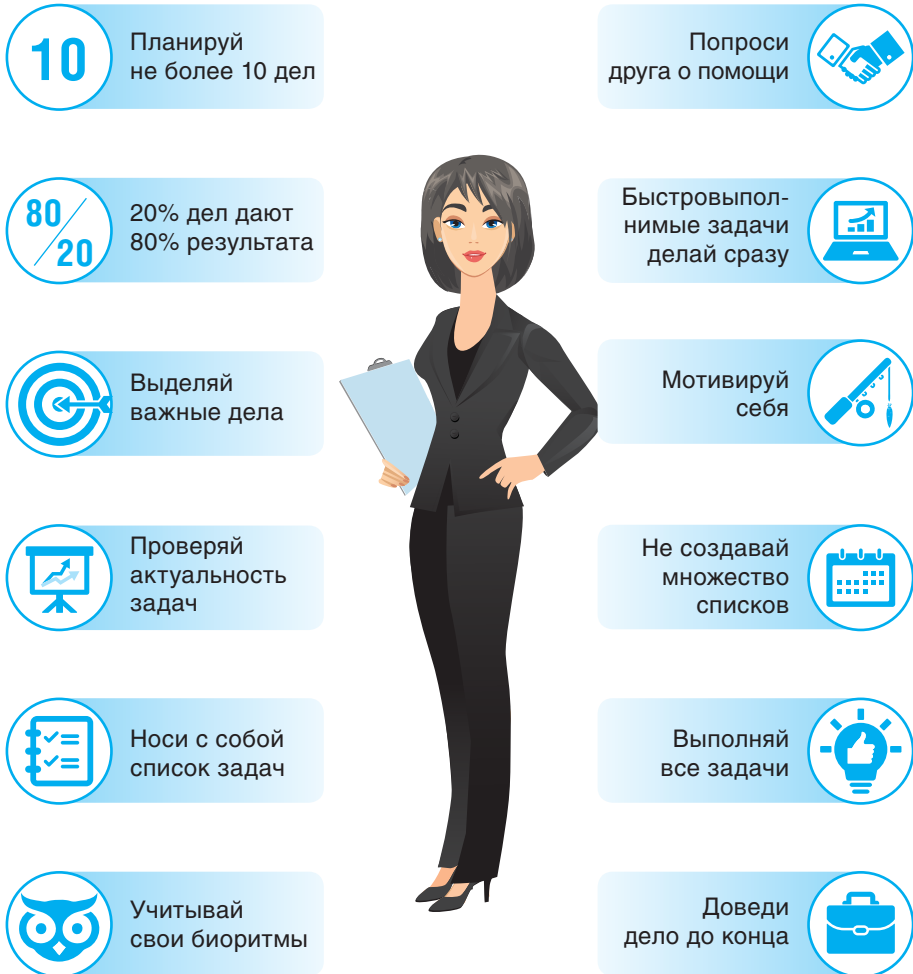 10
Планируй
не более 10 дел
80
20
20% дел дают
80% результата
Выделяй
важные дела
Проверяй
актуальность
задач
Носи с собой
список задач
Учитывай
свои биоритмы
Попроси
друга о помощи
Быстровыпол-
нимые задачи
делай сразу
Мотивируй
себя
Не создавай
множество
списков
Выполняй
все задачи
Доведи
дело до конца